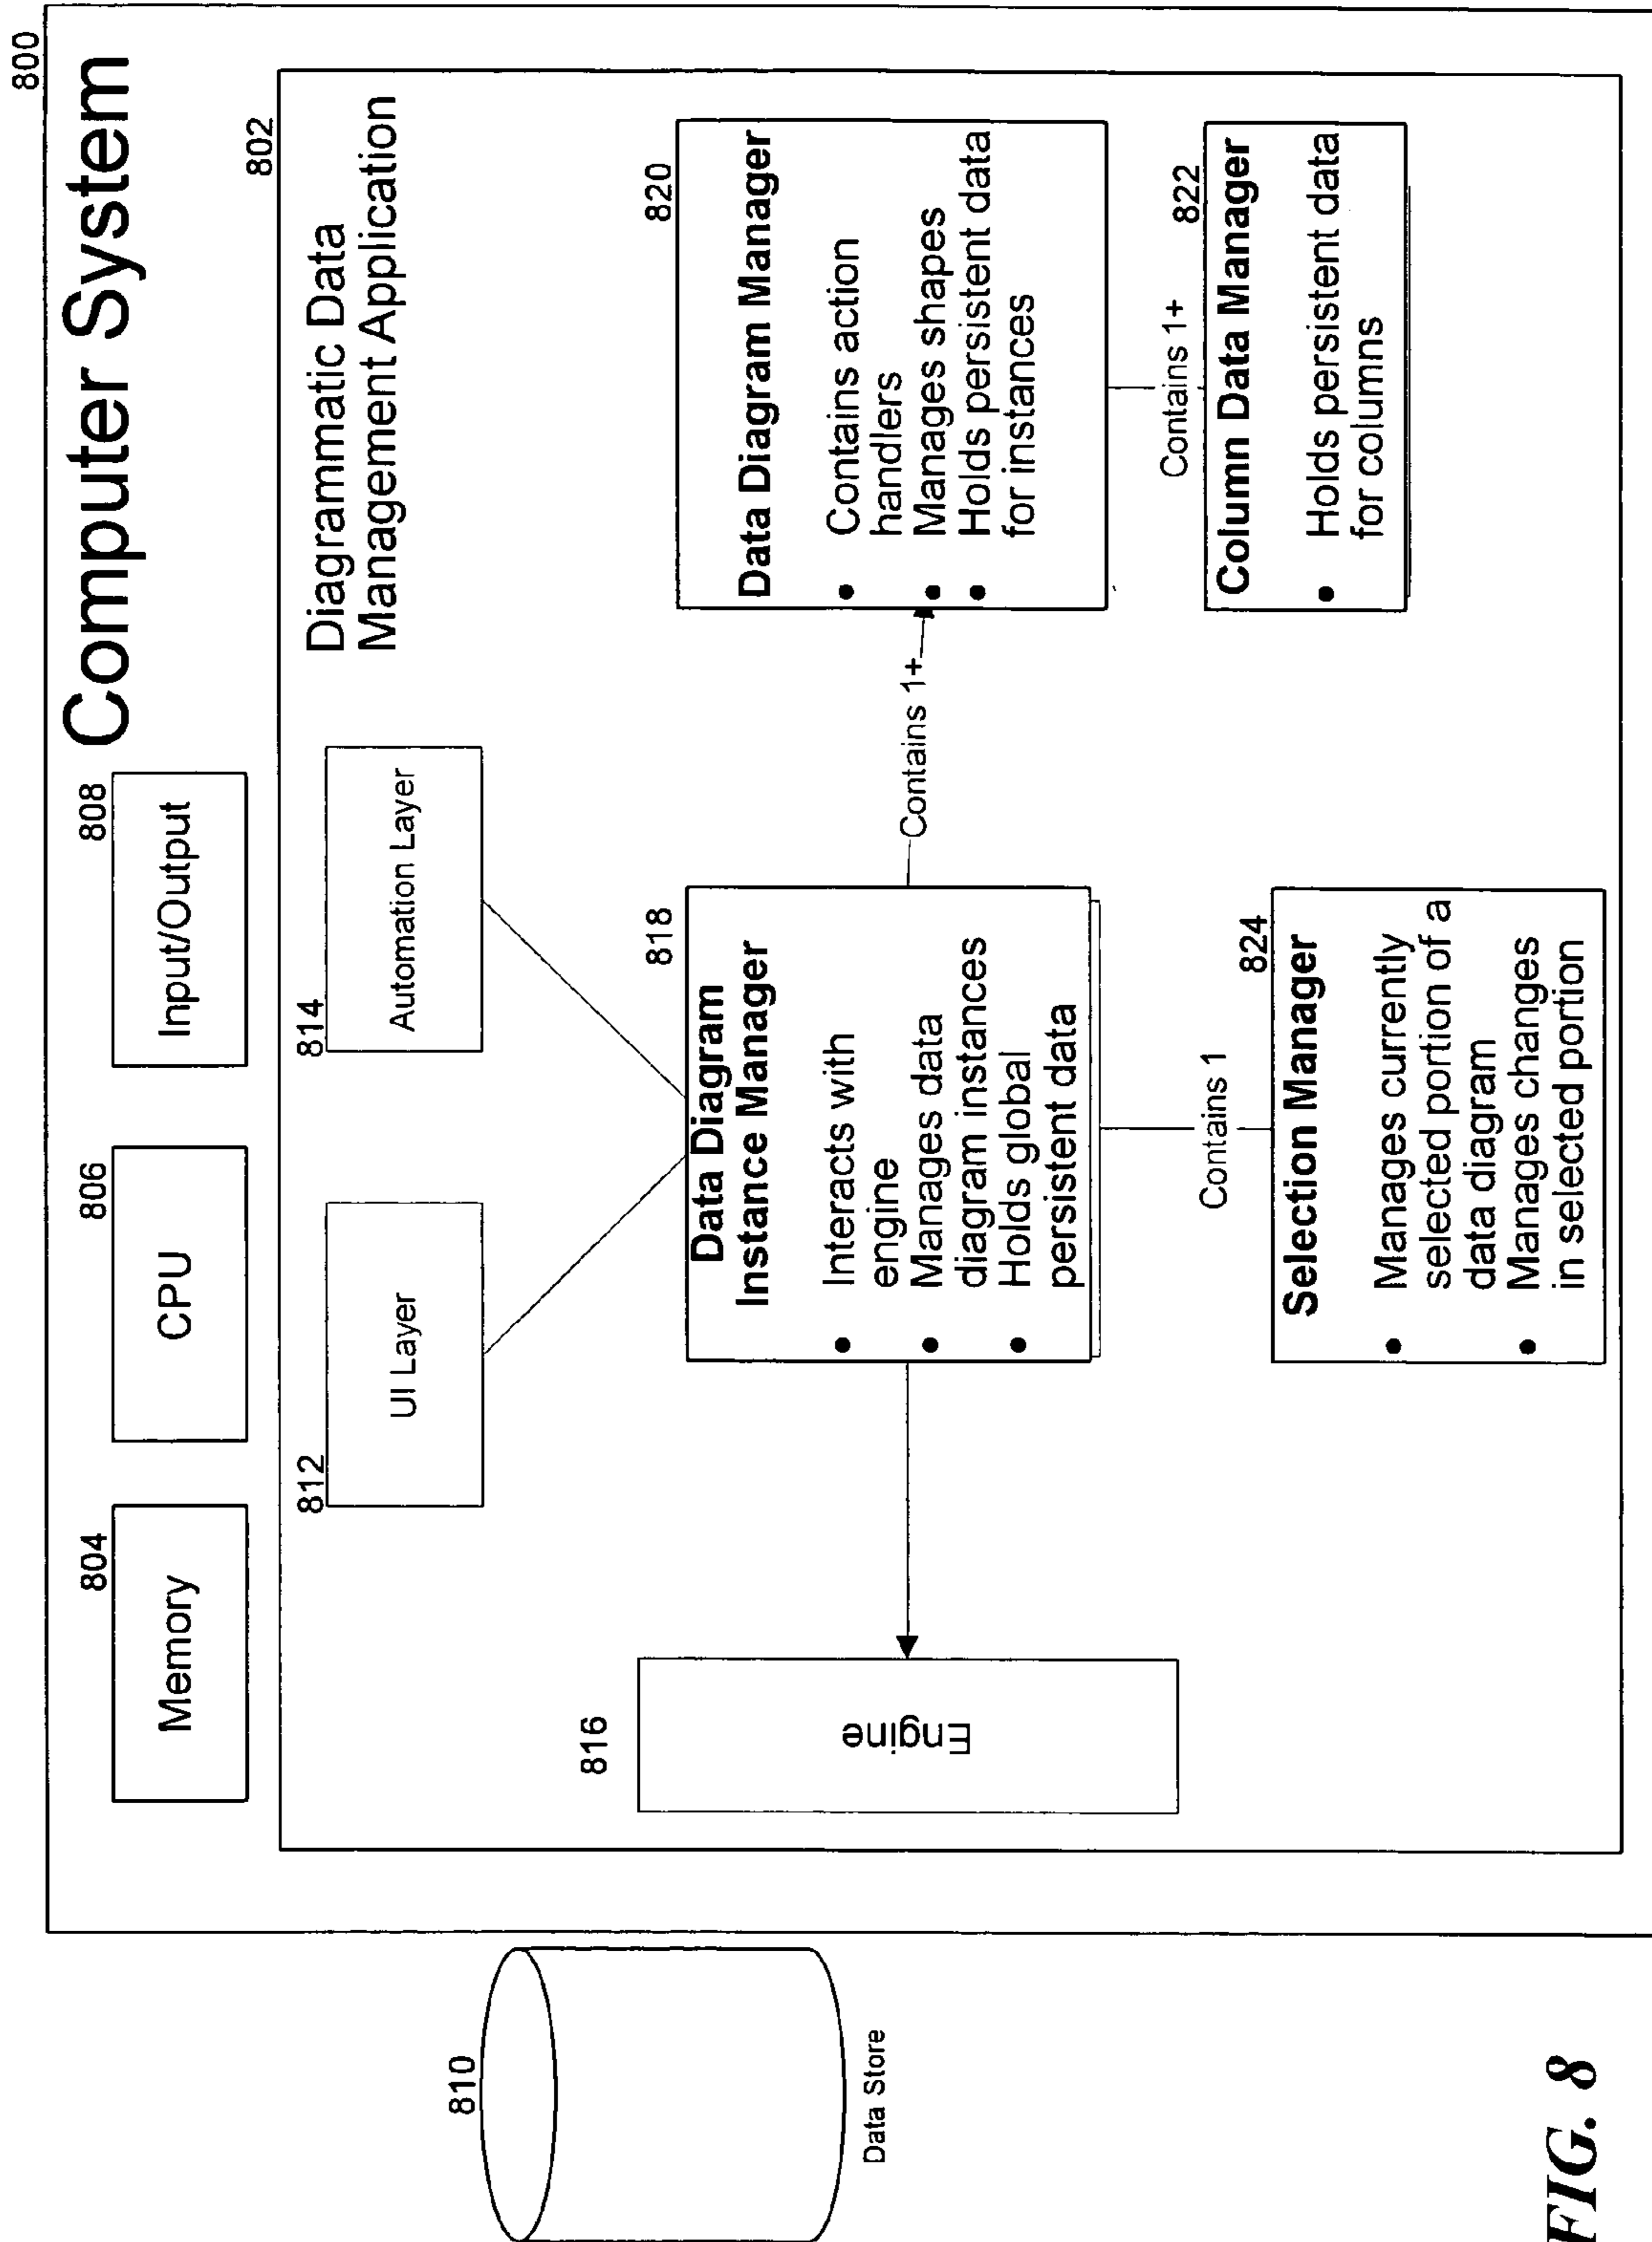 800
Computer System
804
Memory
806
CPU
808
Input/Output
802
Diagrammatic Data
Management Application
812
UI Layer
814
Automation Layer
810
Data Store
816
Engine
818
Data Diagram
Instance Manager
• Interacts with
engine
• Manages data
diagram instances
• Holds global
persistent data
Contains 1+
820
Data Diagram Manager
• Contains action
handlers
• Manages shapes
• Holds persistent data
for instances
Contains 1+
822
Column Data Manager
• Holds persistent data
for columns
Contains 1
824
Selection Manager
• Manages currently
selected portion of a
data diagram
• Manages changes
in selected portion
FIG. 8